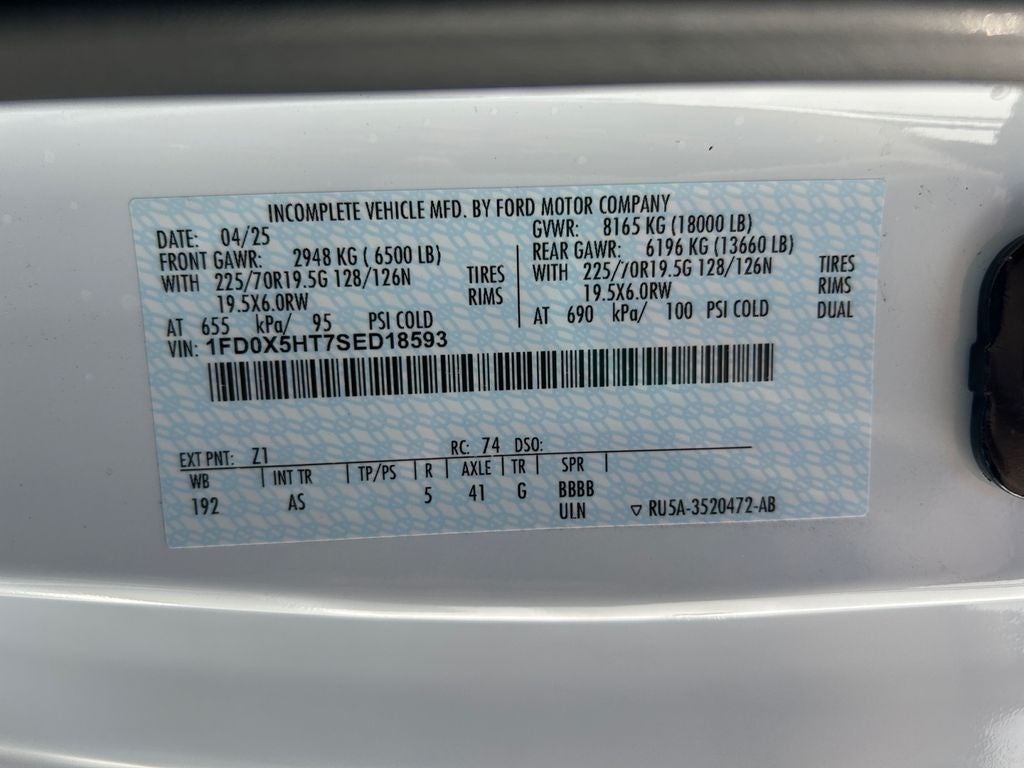 INCOMPLETE VEHICLE MFD. BY FORD MOTOR COMPANY
DATE: 04/25
GVWR: 8165 KG (18000 LB)
FRONT GAWR: 2948 KG ( 6500 LB)
REAR GAWR: 6196 KG (13660 LB)
WITH 225/70R19.5G 128/126N TIRES
WITH 225/70R19.5G 128/126N TIRES
19.5X6.0RW RIMS
19.5X6.0RW RIMS
AT 655 kPa/ 95 PSI COLD
AT 690 kPa/ 100 PSI COLD DUAL
VIN: 1FD0X5HT7SED18593
EXT PNT: Z1 RC: 74 DSO:
WB INT TR TP/PS R AXLE TR SPR
192 AS 5 41 G BBBB
ULN ▽ RU5A-3520472-AB